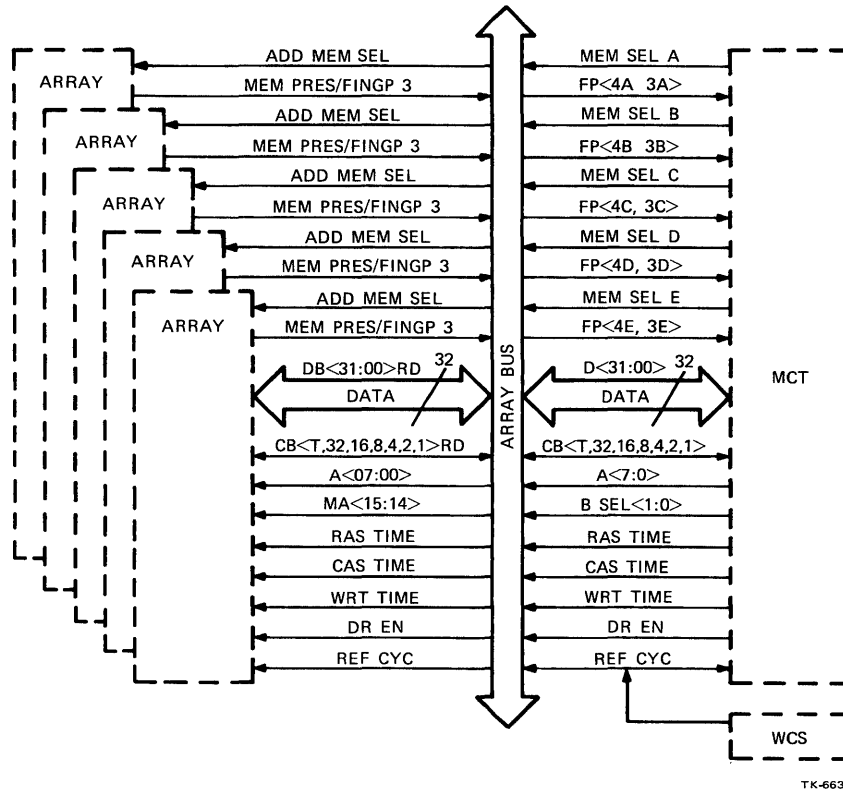 ADD MEM SEL MEM SEL A
ARRAY MEM PRES/FINGP 3 FP<4A 3A>
ADD MEM SEL MEM SEL B
ARRAY MEM PRES/FINGP 3 FP<4B 3B>
ADD MEM SEL MEM SEL C
ARRAY MEM PRES/FINGP 3 FP<4C, 3C>
ADD MEM SEL MEM SEL D
ARRAY MEM PRES/FINGP 3 FP<4D, 3D>
ADD MEM SEL MEM SEL E
ARRAY MEM PRES/FINGP 3 FP<4E, 3E>
DB<31:00>RD 32 D<31:00> 32
DATA DATA MCT
ARRAY BUS
CB<T,32,16,8,4,2,1>RD CB<T,32,16,8,4,2,1>
A<07:00> A<7:0>
MA<15:14> B SEL<1:0>
RAS TIME RAS TIME
CAS TIME CAS TIME
WRT TIME WRT TIME
DR EN DR EN
REF CYC REF CYC
WCS
TK-663